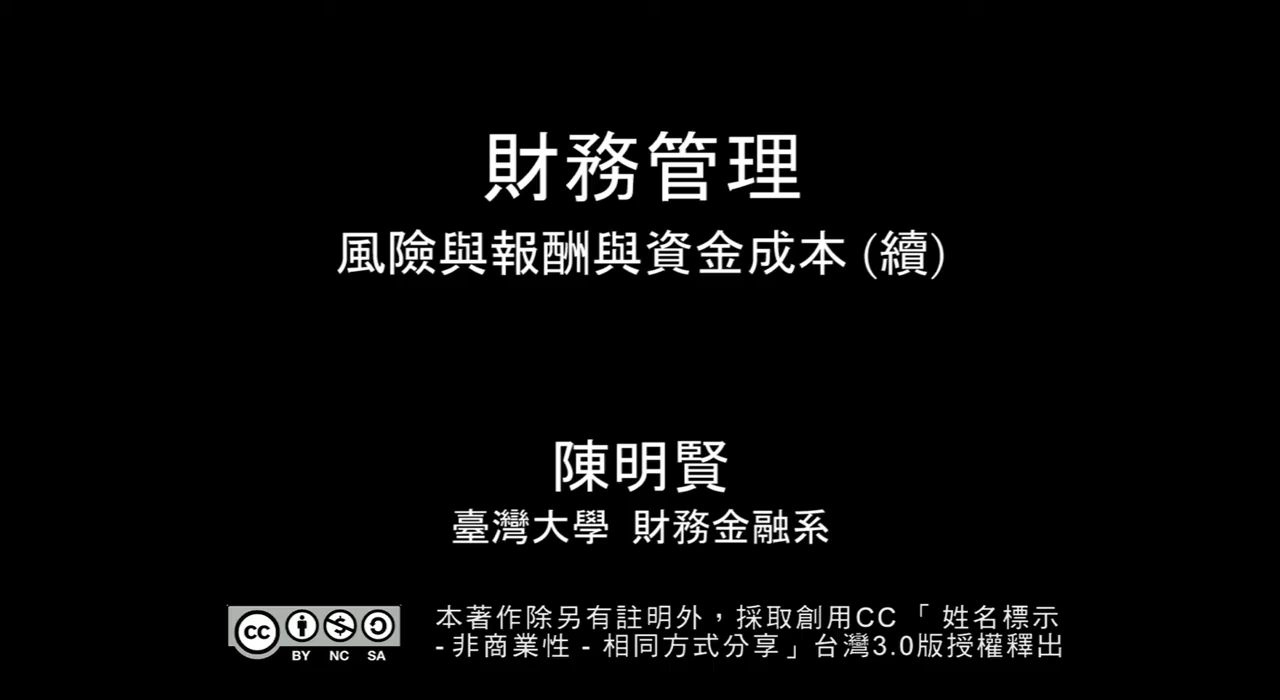 財務管理
風險與報酬與資金成本 (續)
陳明賢
臺灣大學 財務金融系
cc BY NC SA
本著作除另有註明外，採取創用CC「 姓名標示
- 非商業性 - 相同方式分享」台灣3.0版授權釋出